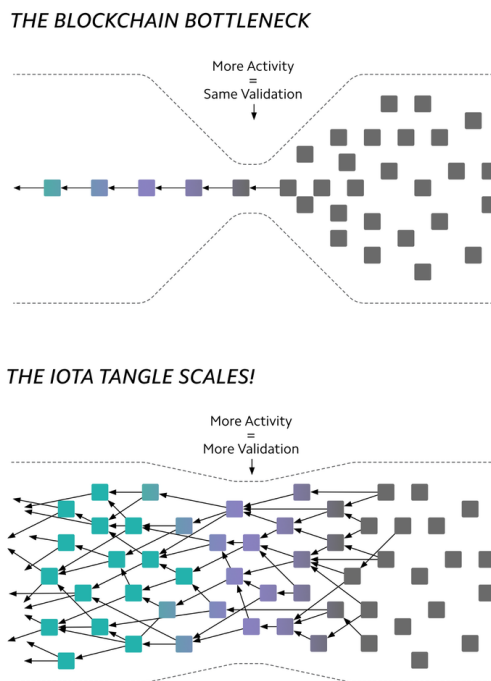 THE BLOCKCHAIN BOTTLENECK
More Activity
=
Same Validation
THE IOTA TANGLE SCALES!
More Activity
=
More Validation